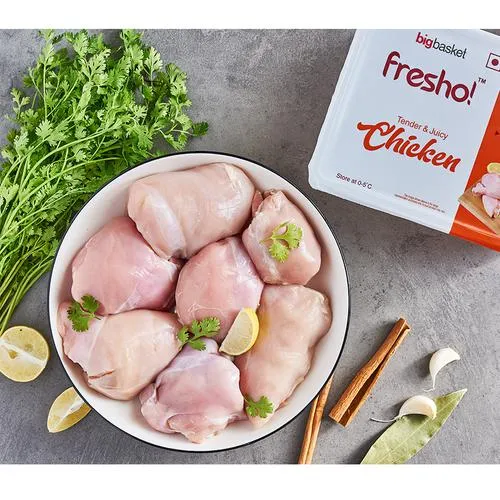 bigbasket
fresho!™
Tender & Juicy
Chicken
Store at 0-5°C